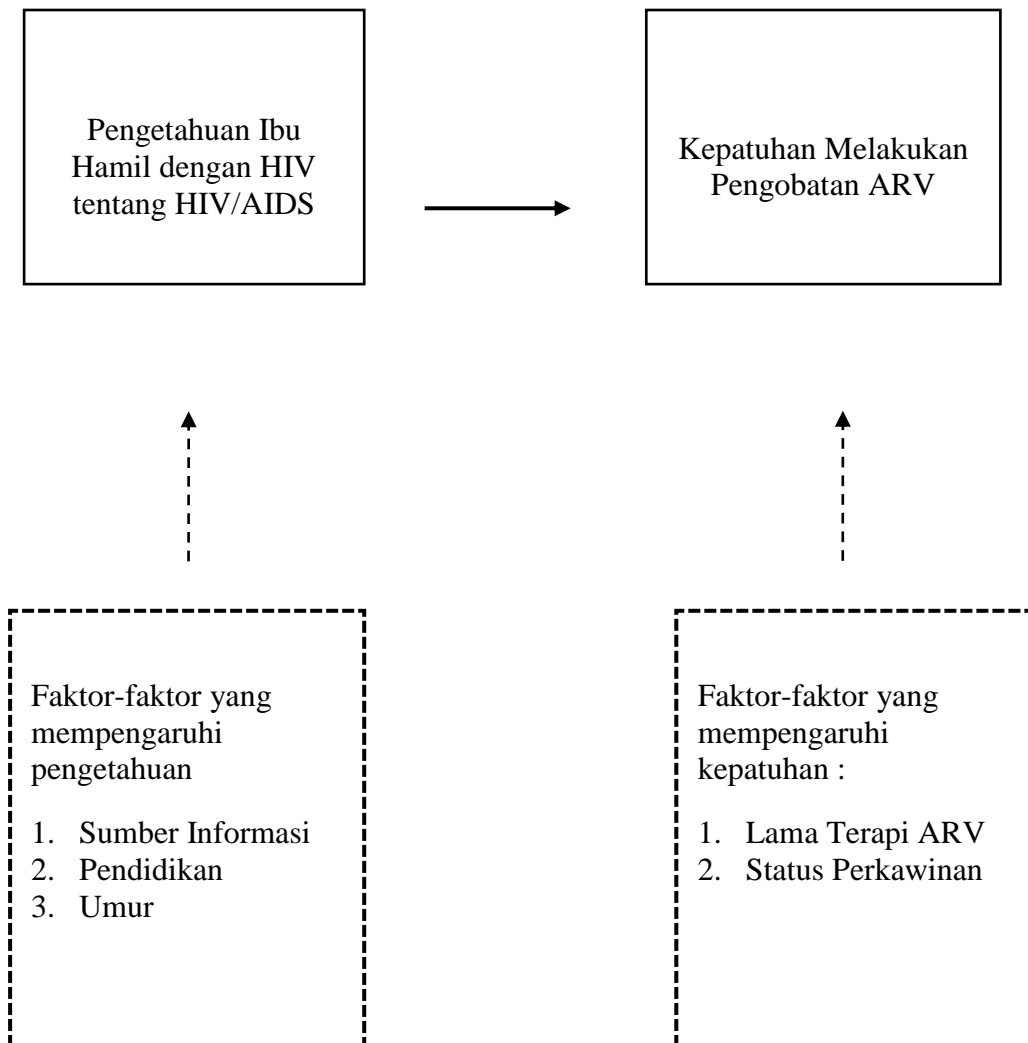 Pengetahuan Ibu
Hamil dengan HIV
tentang HIV/AIDS
Kepatuhan Melakukan
Pengobatan ARV
Faktor-faktor yang
mempengaruhi
pengetahuan
1. Sumber Informasi
2. Pendidikan
3. Umur
Faktor-faktor yang
mempengaruhi
kepatuhan :
1. Lama Terapi ARV
2. Status Perkawinan